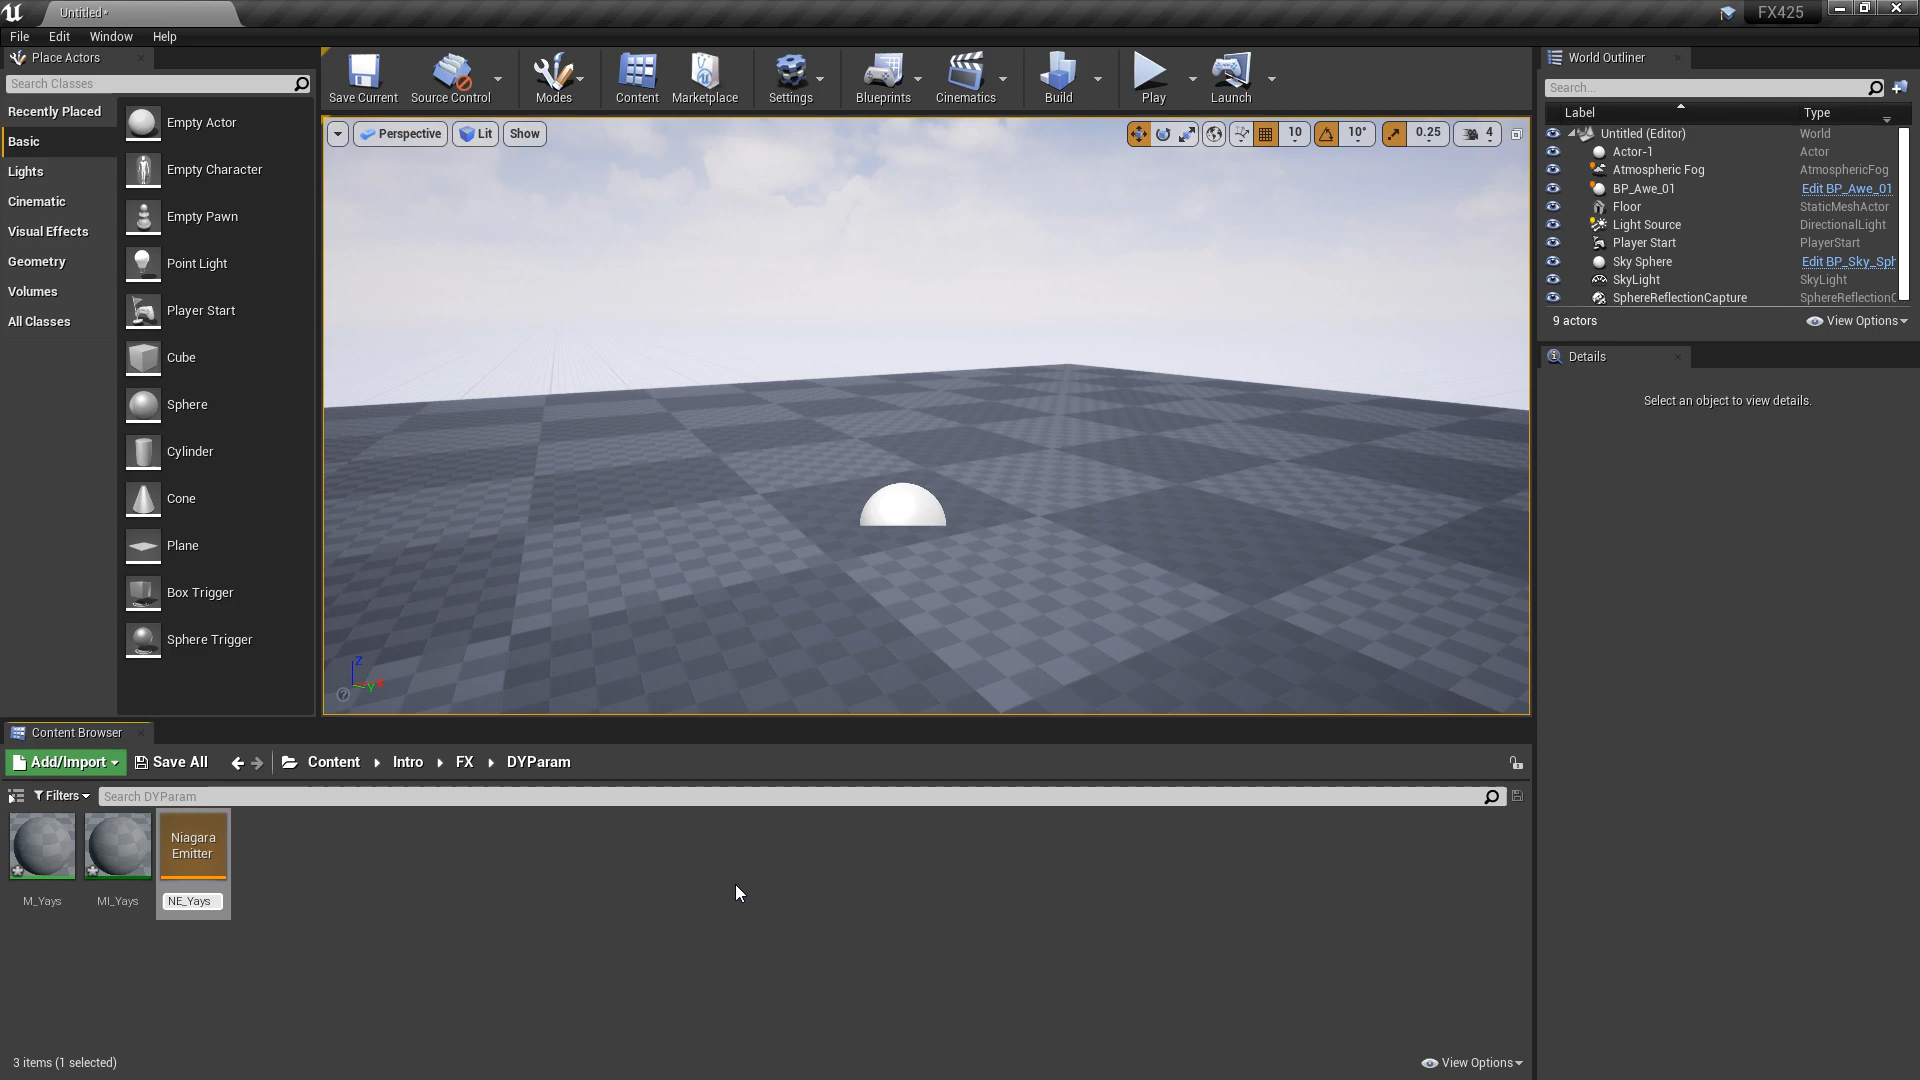 Untitled*
FX425
File
Edit
Window
Help
Place Actors
Search Classes
Recently Placed
Basic
Lights
Cinematic
Visual Effects
Geometry
Volumes
All Classes
Empty Actor
Empty Character
Empty Pawn
Point Light
Player Start
Cube
Sphere
Cylinder
Cone
Plane
Box Trigger
Sphere Trigger
Save Current
Source Control
Modes
Content
Marketplace
Settings
Blueprints
Cinematics
Build
Play
Launch
Perspective
Lit
Show
10
10°
0.25
4
Z
X
Y
World Outliner
Search...
Label
Type
Untitled (Editor)
World
Actor-1
Actor
Atmospheric Fog
AtmosphericFog
BP_Awe_01
Edit BP_Awe_01
Floor
StaticMeshActor
Light Source
DirectionalLight
Player Start
PlayerStart
Sky Sphere
Edit BP_Sky_Sph
SkyLight
SkyLight
SphereReflectionCapture
SphereReflectionC
9 actors
View Options
Details
Select an object to view details.
Content Browser
Add/Import
Save All
Content
Intro
FX
DYParam
Filters
Search DYParam
M_Yays
MI_Yays
Niagara
Emitter
NE_Yays
3 items (1 selected)
View Options